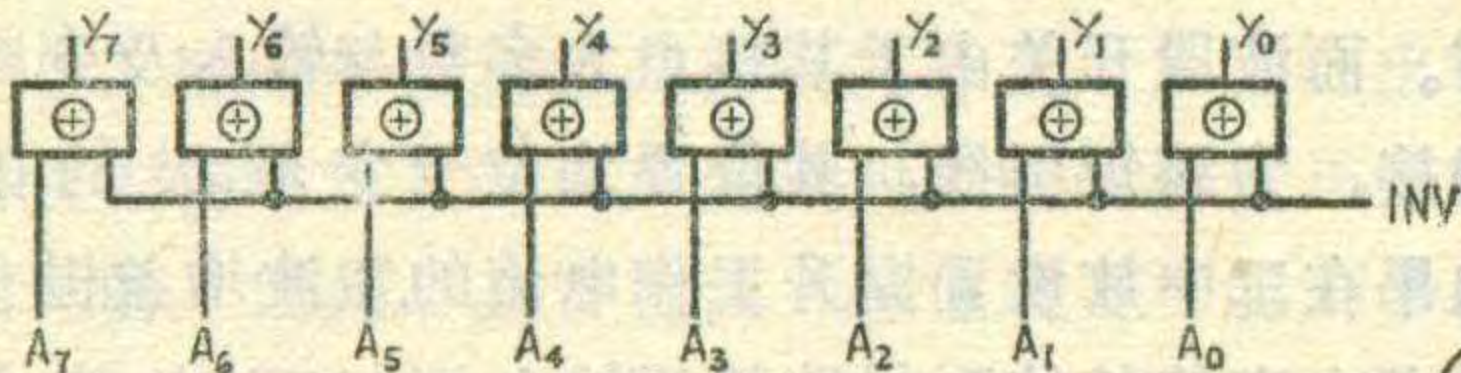 Y₇ Y₆ Y₅ Y₄ Y₃ Y₂ Y₁ Y₀
⊕ ⊕ ⊕ ⊕ ⊕ ⊕ ⊕ ⊕
INV
A₇ A₆ A₅ A₄ A₃ A₂ A₁ A₀